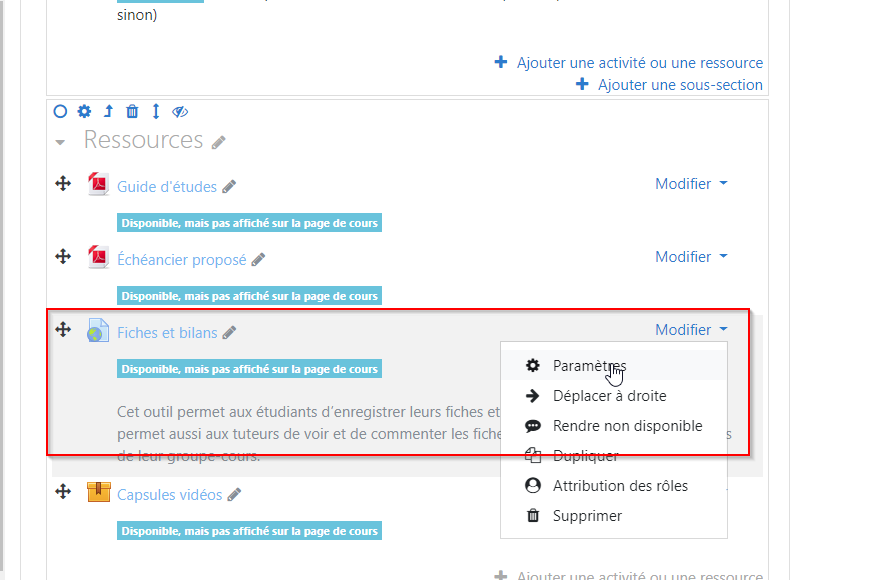 sinon)
Ajouter une activité ou une ressource
Ajouter une sous-section
Ressources
Guide d'études
Modifier
Disponible, mais pas affiché sur la page de cours
Échéancier proposé
Modifier
Disponible, mais pas affiché sur la page de cours
Fiches et bilans
Modifier
Disponible, mais pas affiché sur la page de cours
Paramètres
Déplacer à droite
Rendre non disponible
Dupliquer
Attribution des rôles
Supprimer
Cet outil permet aux étudiants d’enregistrer leurs fiches et
permet aussi aux tuteurs de voir et de commenter les fiche
de leur groupe-cours.
Capsules vidéos
Disponible, mais pas affiché sur la page de cours
Ajouter une activité ou une ressource